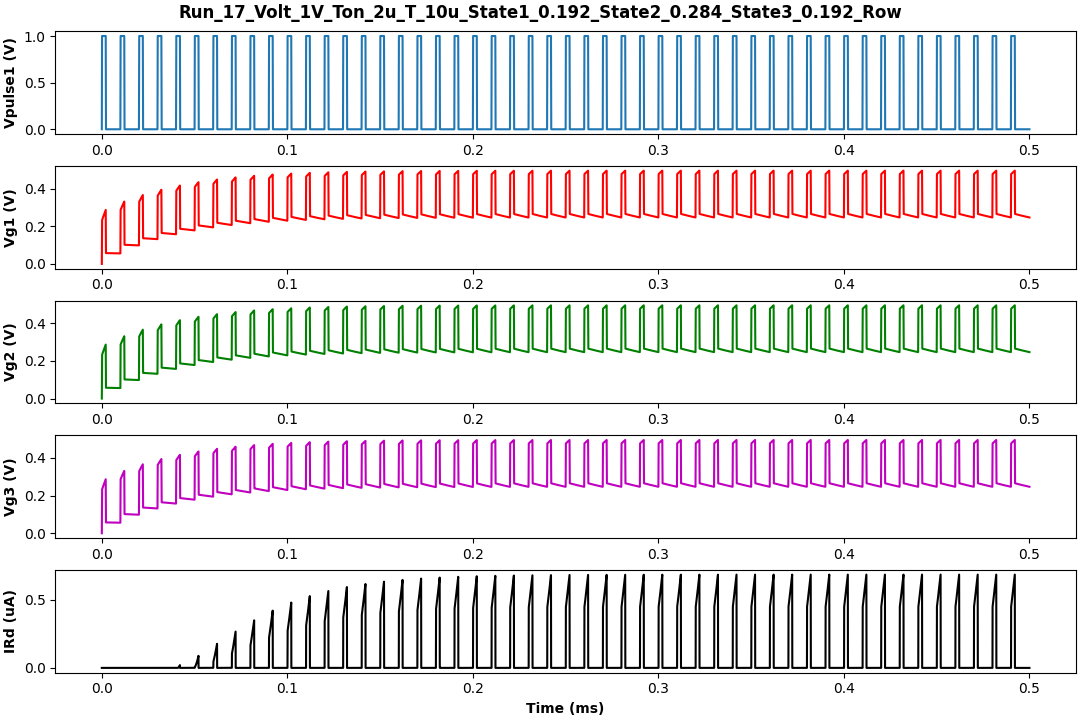 Run_17_Volt_1V_Ton_2u_T_10u_State1_0.192_State2_0.284_State3_0.192_Row
Vpulse1 (V)
1.0
0.5
0.0
0.0 0.1 0.2 0.3 0.4 0.5
Vg1 (V)
0.4
0.2
0.0
0.0 0.1 0.2 0.3 0.4 0.5
Vg2 (V)
0.4
0.2
0.0
0.0 0.1 0.2 0.3 0.4 0.5
Vg3 (V)
0.4
0.2
0.0
0.0 0.1 0.2 0.3 0.4 0.5
IRd (uA)
0.5
0.0
0.0 0.1 0.2 0.3 0.4 0.5
Time (ms)